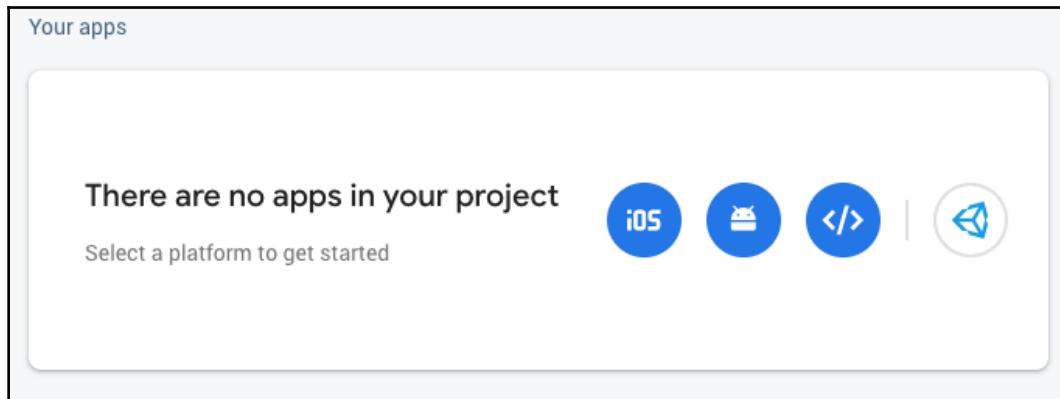 Your apps
There are no apps in your project
Select a platform to get started
iOS
</>